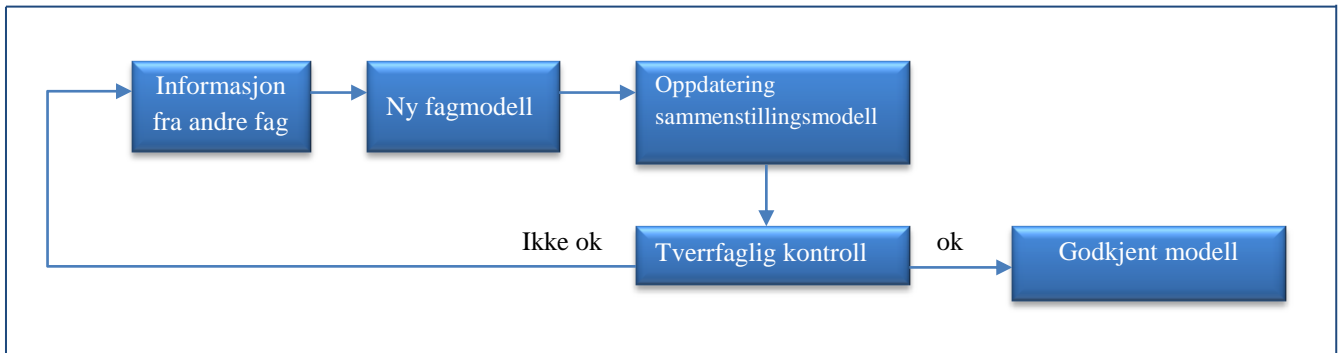 Informasjon
fra andre fag
Ny fagmodell
Oppdatering
sammenstillingsmodell
Ikke ok
Tverrfaglig kontroll
ok
Godkjent modell